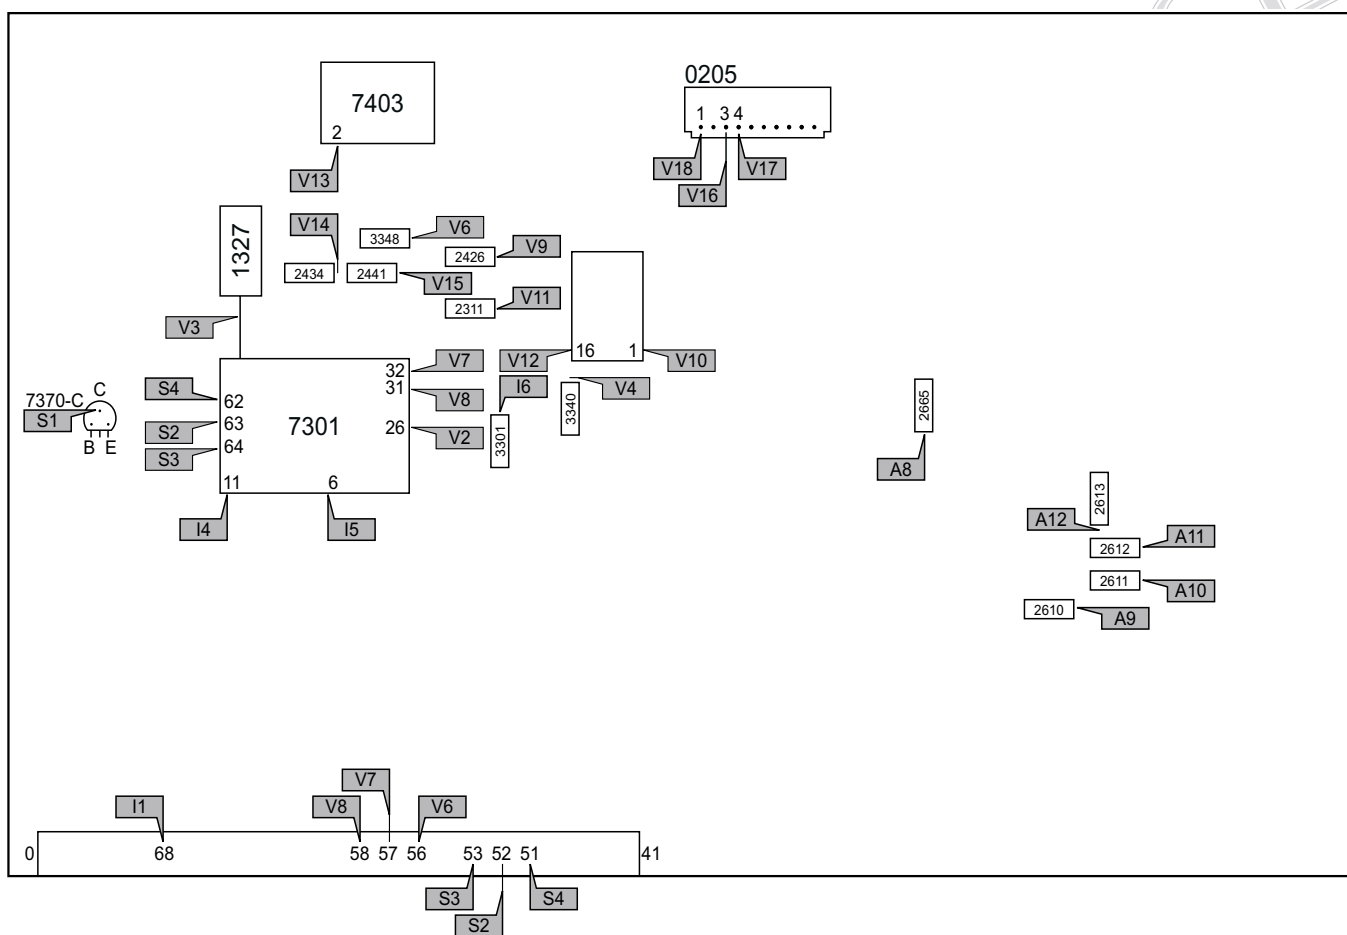 0205
7403
1 3 4
2
V18 V17
V13
V16
V14
V6
3348
1327
V9
2426
2434
2441
V15
V11
2311
V3
V12
16
1
V10
32
V7
I6
V4
31
V8
S4
62
7370-C
C
S1
S2
63
7301
26
V2
3301
3340
2665
B E
S3
64
A8
11
6
2613
I4
I5
A12
A11
2612
2611
A10
2610
A9
V7
I1
V8
V6
0
68
58
57
56
53
52
51
41
S3
S4
S2